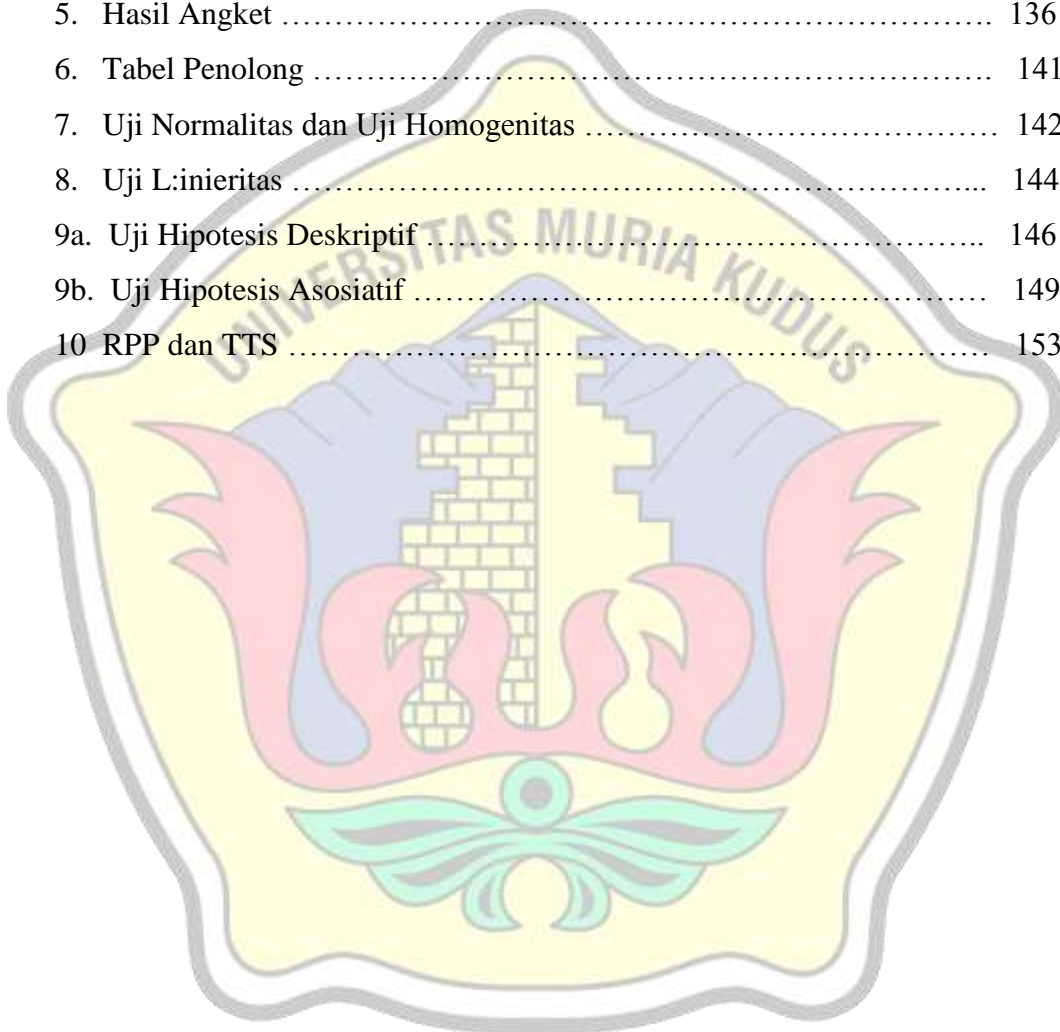 5. Hasil Angket ………………………………………………………….. 136
6. Tabel Penolong ………………………………………………………….. 141
7. Uji Normalitas dan Uji Homogenitas …………………………………… 142
8. Uji L:inieritas …………………………………………………………... 144
9a. Uji Hipotesis Deskriptif ……………………………………………….. 146
9b. Uji Hipotesis Asosiatif ………………………………………………… 149
10 RPP dan TTS …………………………………………………………… 153
UNIVERSITAS MURIA KUDUS